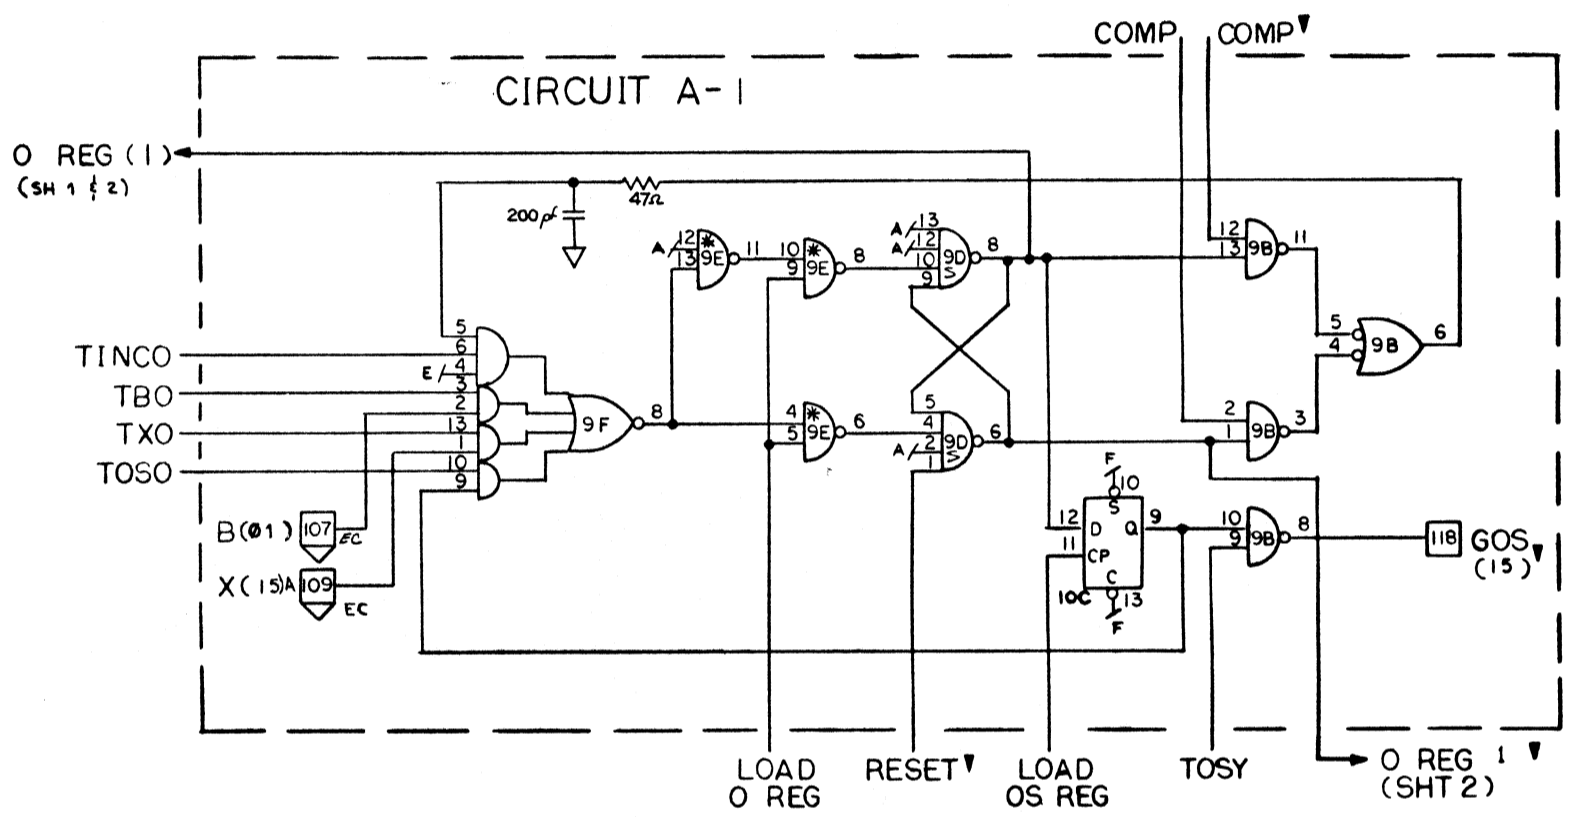 COMP COMP▼
CIRCUIT A-1
O REG (1)
(SH 1 & 2)
47Ω
200pf
A 12 * 11
13 9E
10 * 8
9 9E
A 13
A 12 8
10 9D
9 S
12 11
13 9B
5 6
4 9B
TINCO
TBO
TXO
TOSO
5
6
E 4
3
2
13
1
10
9
9F 8
4 * 6
5 9E
5
4 6
A 2 9D
1 S
2 3
1 9B
F
10
S
12 D Q 9
11 CP
C
10C 13
F
10 8
9 9B
118 GOS▼
(15)
B(Ø1) 107 EC
X(15)A 109 EC
LOAD
O REG
RESET▼
LOAD
OS REG
TOSY
O REG 1▼
(SHT 2)